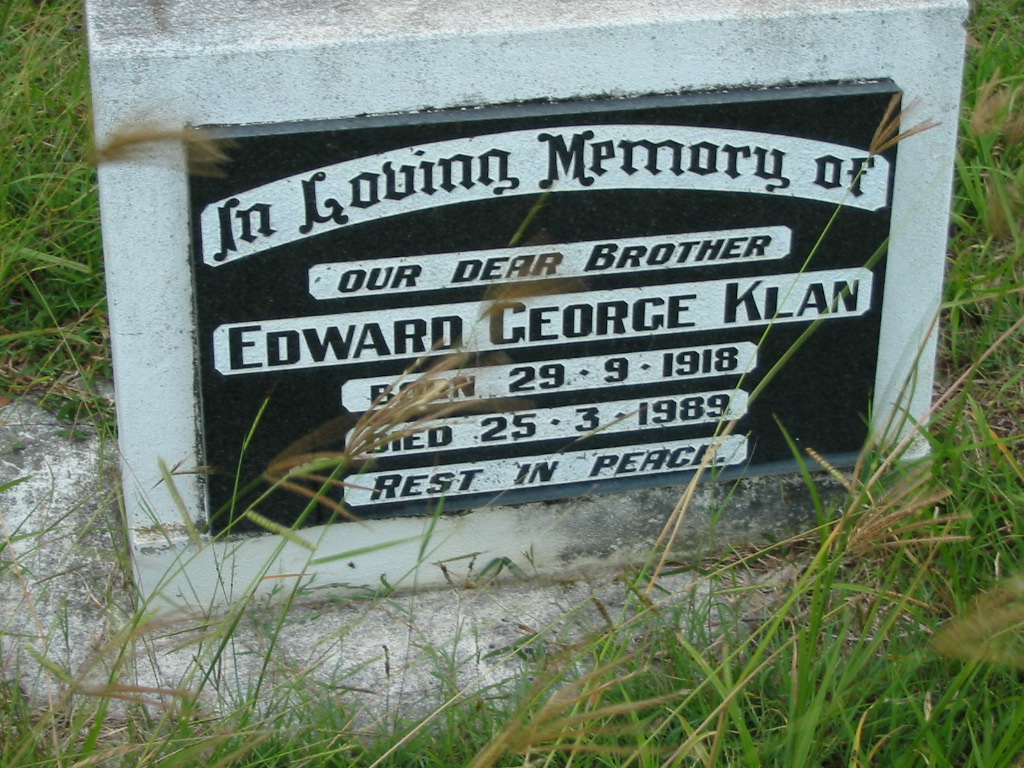 In Loving Memory of
OUR DEAR BROTHER
EDWARD GEORGE KLAN
BORN 29 · 9 · 1918
DIED 25 · 3 · 1989
REST IN PEACE.